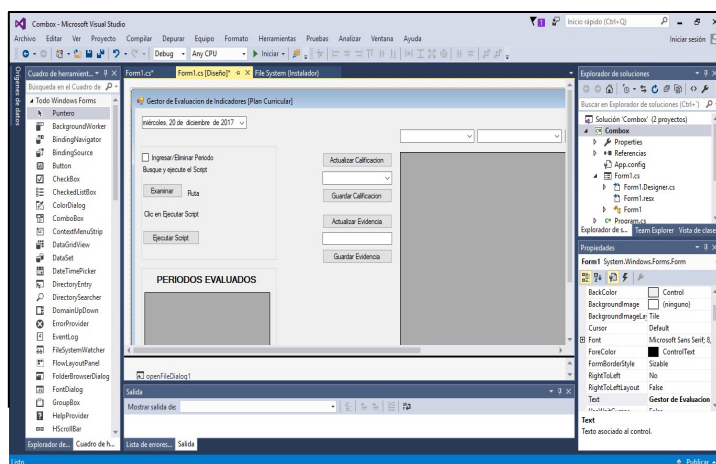 Combox - Microsoft Visual Studio
Inicio rápido (Ctrl+Q)
Archivo Editar Ver Proyecto Compilar Depurar Equipo Formato Herramientas Pruebas Analizar Ventana Ayuda
Iniciar sesión
Debug Any CPU Iniciar
Orígenes de datos
Cuadro de herramient...
Búsqueda en el Cuadro de
Todo Windows Forms
Puntero
BackgroundWorker
BindingNavigator
BindingSource
Button
CheckBox
CheckedListBox
ColorDialog
ComboBox
ContextMenuStrip
DataGridView
DataSet
DateTimePicker
DirectoryEntry
DirectorySearcher
DomainUpDown
ErrorProvider
EventLog
FileSystemWatcher
FlowLayoutPanel
FolderBrowserDialog
FontDialog
GroupBox
HelpProvider
HScrollBar
Explorador de... Cuadro de h...
Form1.cs* Form1.cs [Diseño]* File System (Instalador)
Gestor de Evaluacion de Indicadores [Plan Curricular]
miércoles, 20 de diciembre de 2017
Ingresar/Eliminar Periodo
Busque y ejecute el Script
Examinar Ruta
Clic en Ejecutar Script
Ejecutar Script
PERIODOS EVALUADOS
Actualizar Calificacion
Guardar Calificacion
Actualizar Evidencia
Guardar Evidencia
openFileDialog1
Salida
Mostrar salida de:
Lista de errores... Salida
Explorador de soluciones
Buscar en Explorador de soluciones (Ctrl+´)
Solución 'Combox' (2 proyectos)
Combox
Properties
Referencias
App.config
Form1.cs
Form1.Designer.cs
Form1.resx
Form1
Program.cs
Explorador de s... Team Explorer Vista de clase
Propiedades
Form1 System.Windows.Forms.Form
BackColor Control
BackgroundImage (ninguno)
BackgroundImageLa Tile
Cursor Default
Font Microsoft Sans Serif; 8,
ForeColor ControlText
FormBorderStyle Sizable
RightToLeft No
RightToLeftLayout False
Text Gestor de Evaluacion
Text
Texto asociado al control.
Listo
Publicar